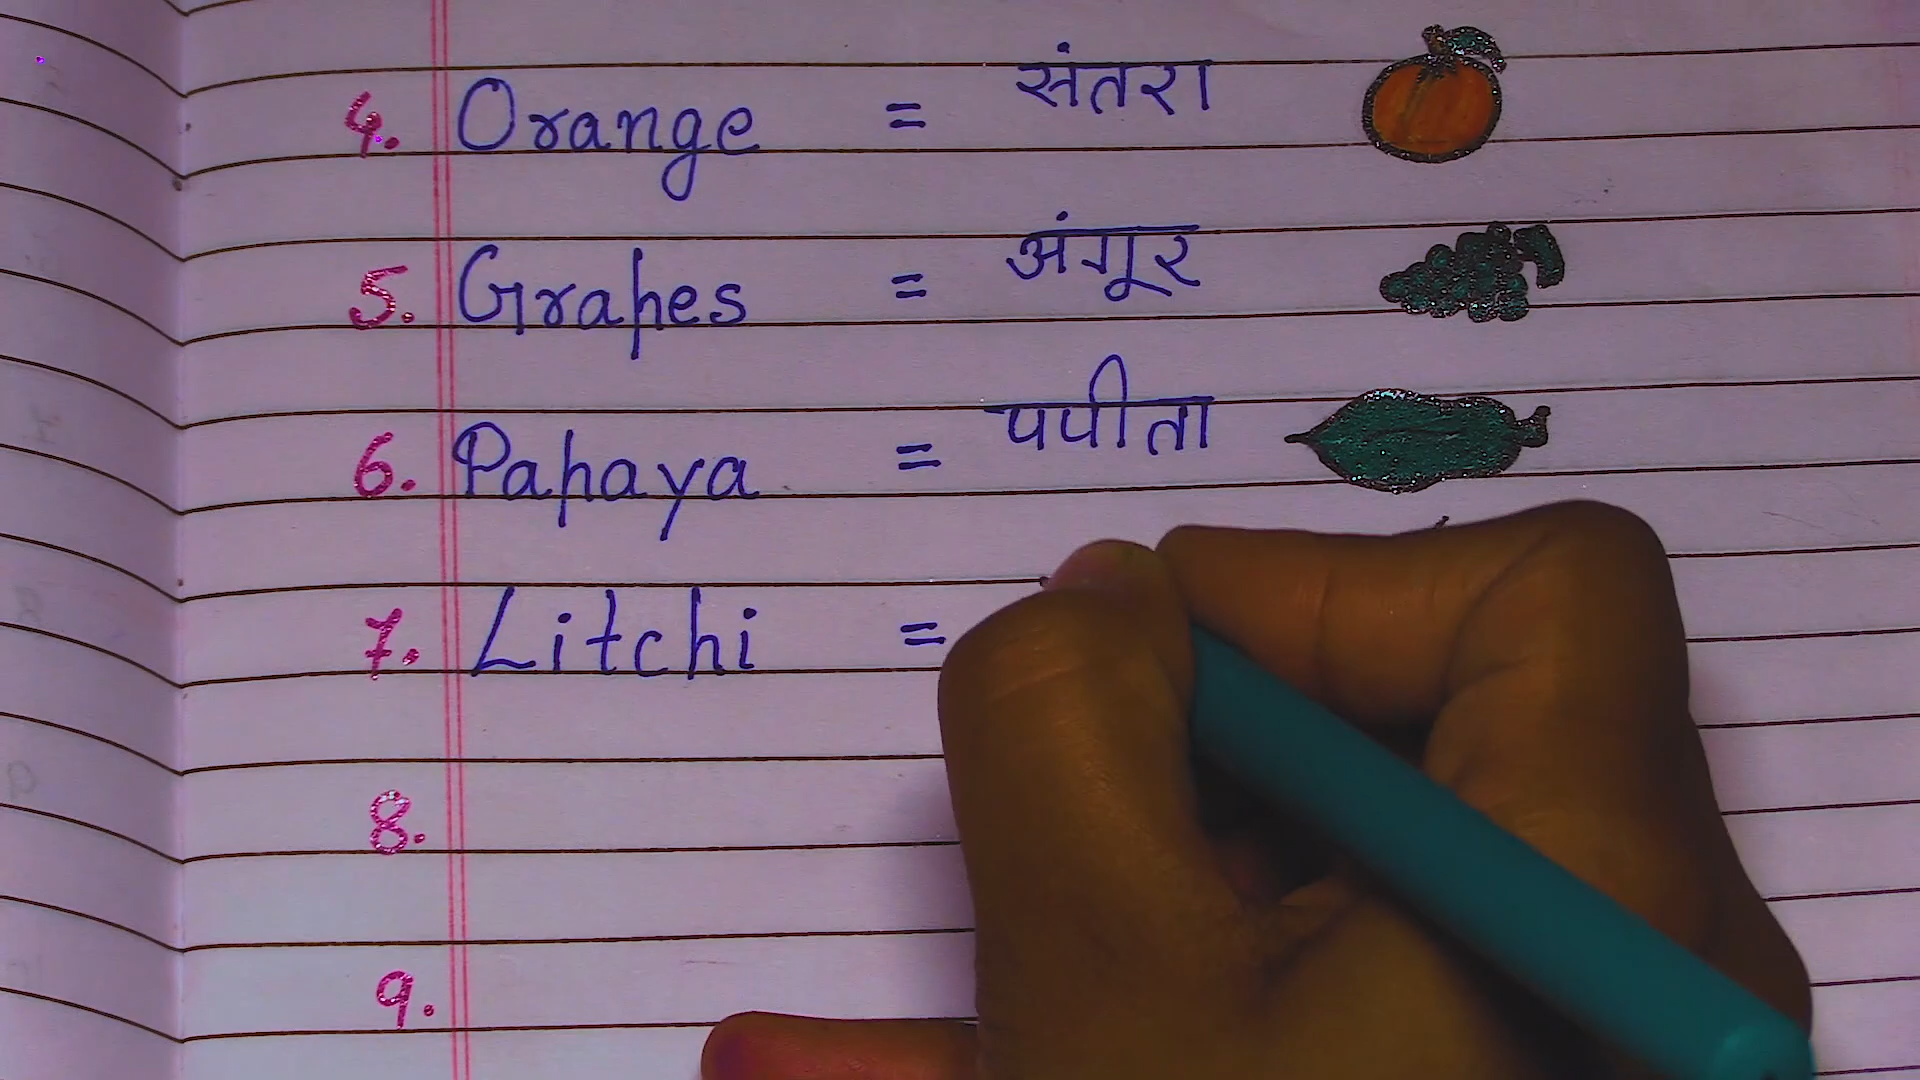 4. Orange = संतरा
5. Grapes = अंगूर
6. Papaya = पपीता
7. Litchi =
8.
9.